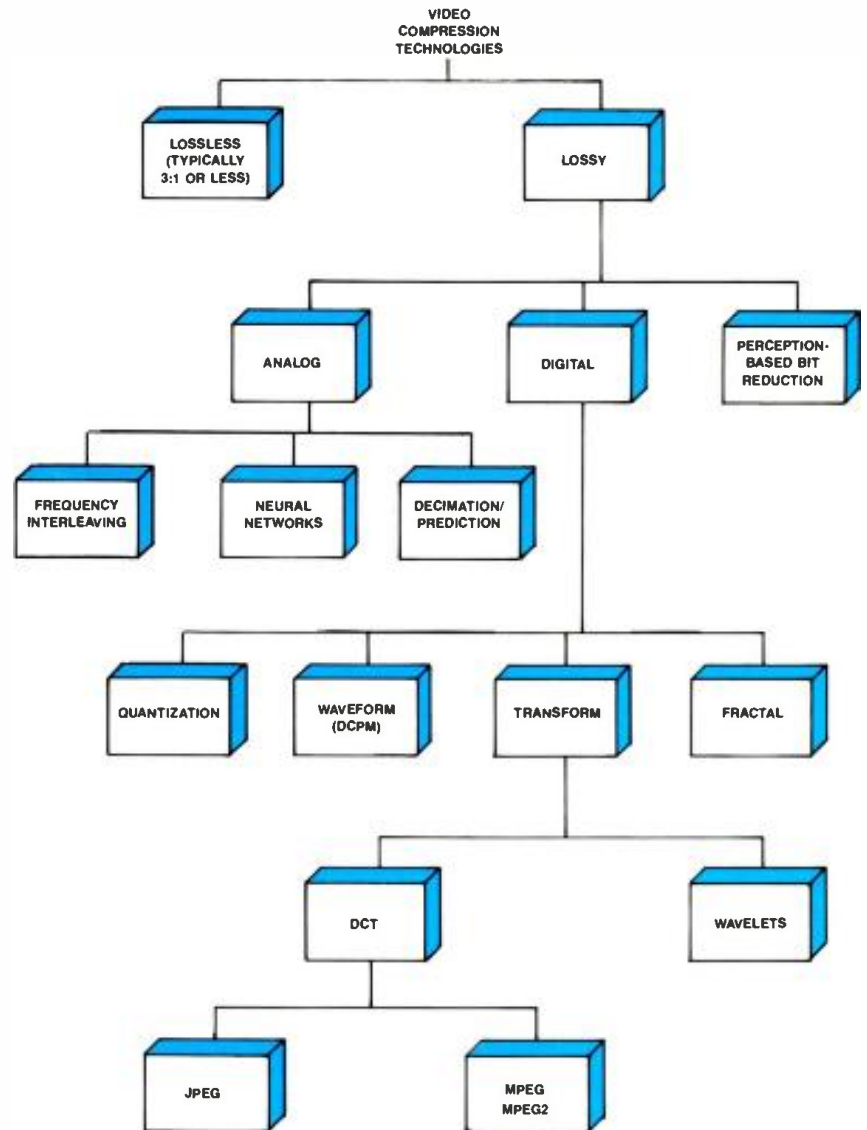 VIDEO
COMPRESSION
TECHNOLOGIES
LOSSLESS
(TYPICALLY
3:1 OR LESS)
LOSSY
ANALOG
DIGITAL
PERCEPTION-
BASED BIT
REDUCTION
FREQUENCY
INTERLEAVING
NEURAL
NETWORKS
DECIMATION/
PREDICTION
QUANTIZATION
WAVEFORM
(DCPM)
TRANSFORM
FRACTAL
DCT
WAVELETS
JPEG
MPEG
MPEG2